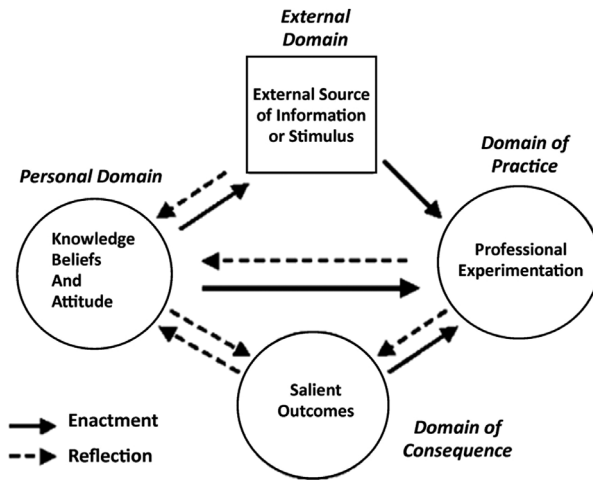 External
Domain
External Source
of Information
or Stimulus
Domain of
Practice
Personal Domain
Knowledge
Beliefs
And
Attitude
Professional
Experimentation
Salient
Outcomes
Domain of
Consequence
Enactment
Reflection